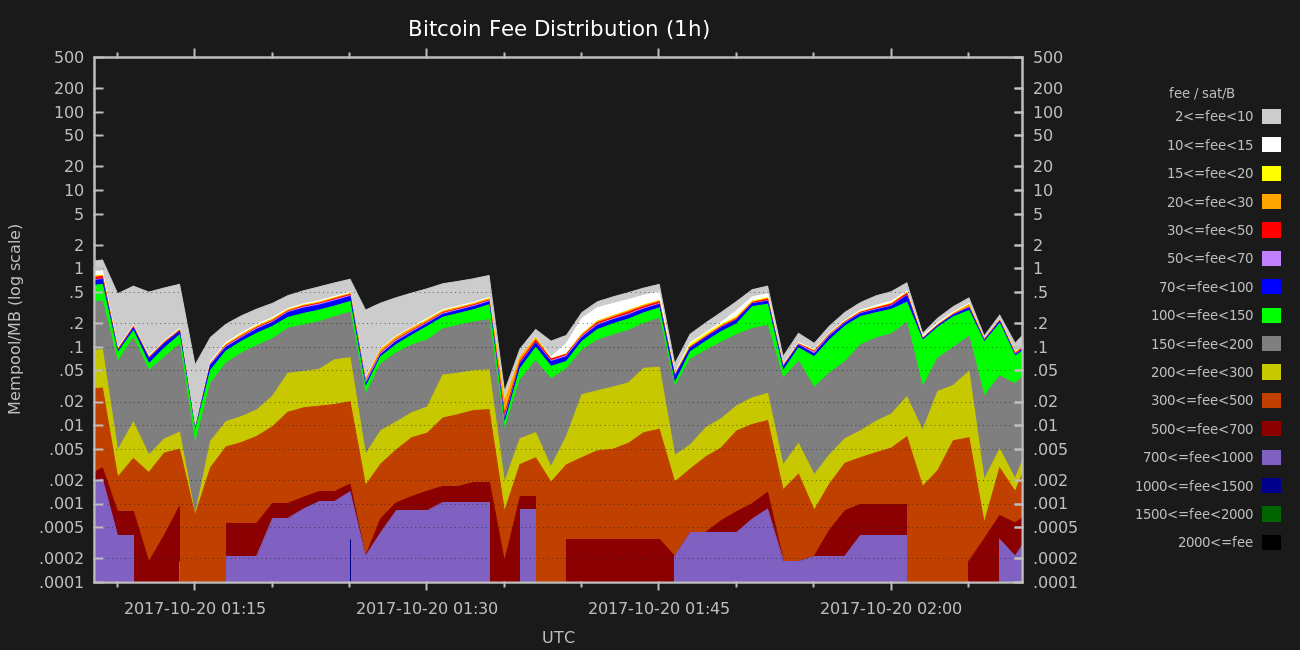 Bitcoin Fee Distribution (1h)
500 500
200 200
100 100
50 50
20 20
10 10
5 5
2 2
1 1
.5 .5
.2 .2
.1 .1
.05 .05
.02 .02
.01 .01
.005 .005
.002 .002
.001 .001
.0005 .0005
.0002 .0002
.0001 .0001
Mempool/MB (log scale)
2017-10-20 01:15 2017-10-20 01:30 2017-10-20 01:45 2017-10-20 02:00
UTC
fee / sat/B
2<=fee<10
10<=fee<15
15<=fee<20
20<=fee<30
30<=fee<50
50<=fee<70
70<=fee<100
100<=fee<150
150<=fee<200
200<=fee<300
300<=fee<500
500<=fee<700
700<=fee<1000
1000<=fee<1500
1500<=fee<2000
2000<=fee